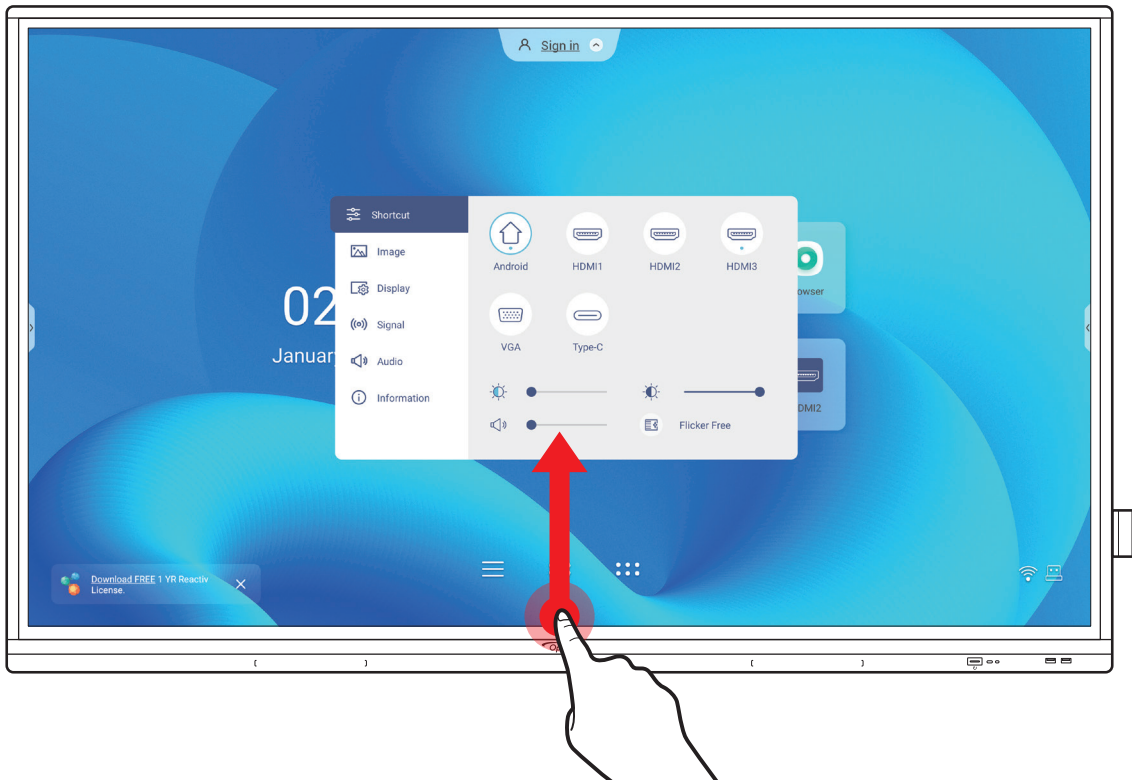 Sign in
Shortcut
Image
Display
Signal
Audio
Information
Android
HDMI1
HDMI2
HDMI3
VGA
Type-C
Flicker Free
02
Januar
owser
DMI2
Download FREE 1 YR Reactiv
License.
Op